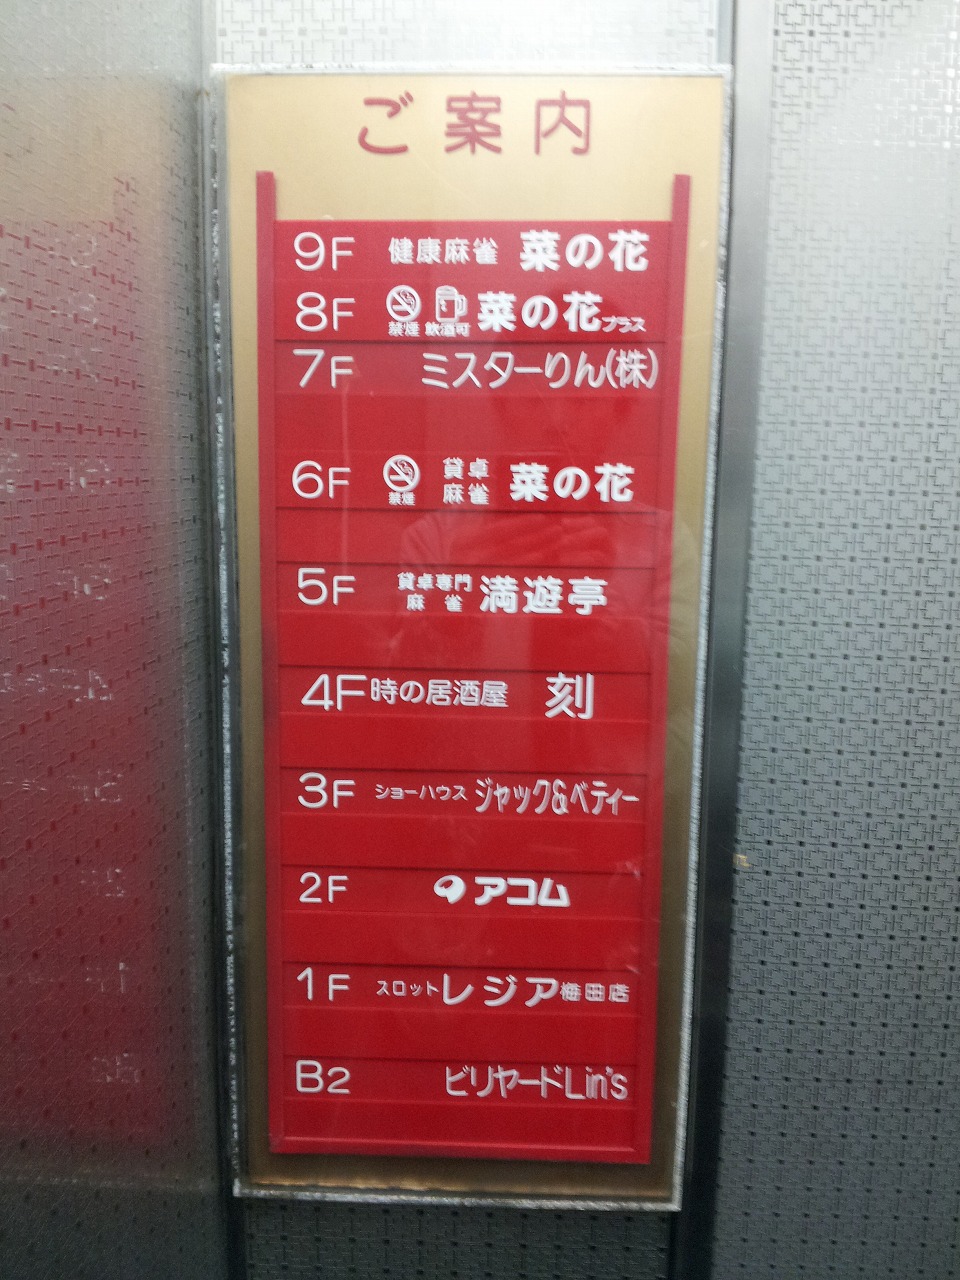 ご案内
9F 健康麻雀 菜の花
8F 禁煙 飲酒可 菜の花プラス
7F ミスターりん(株)
6F 禁煙 貸卓麻雀 菜の花
5F 貸卓専門麻雀 満遊亭
4F 時の居酒屋 刻
3F ショーハウス ジャック&ベティー
2F アコム
1F スロットレジア梅田店
B2 ビリヤードLin's